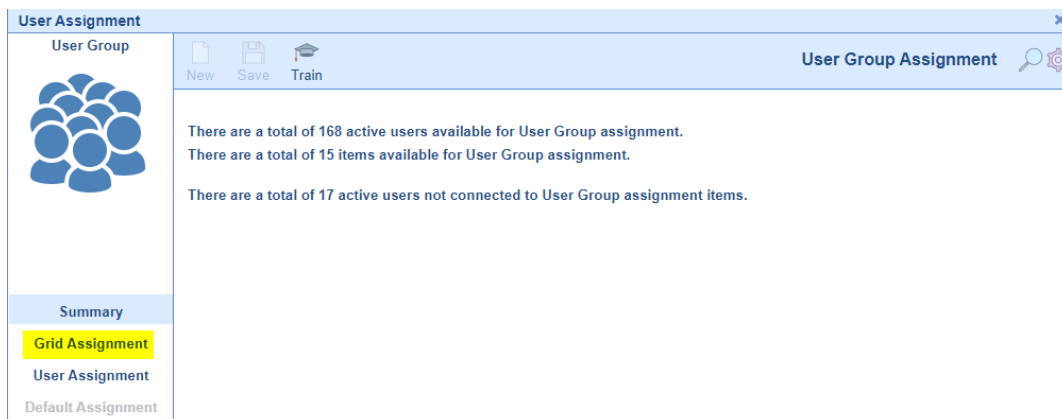 User Assignment
User Group
New Save Train
User Group Assignment
There are a total of 168 active users available for User Group assignment.
There are a total of 15 items available for User Group assignment.
There are a total of 17 active users not connected to User Group assignment items.
Summary
Grid Assignment
User Assignment
Default Assignment